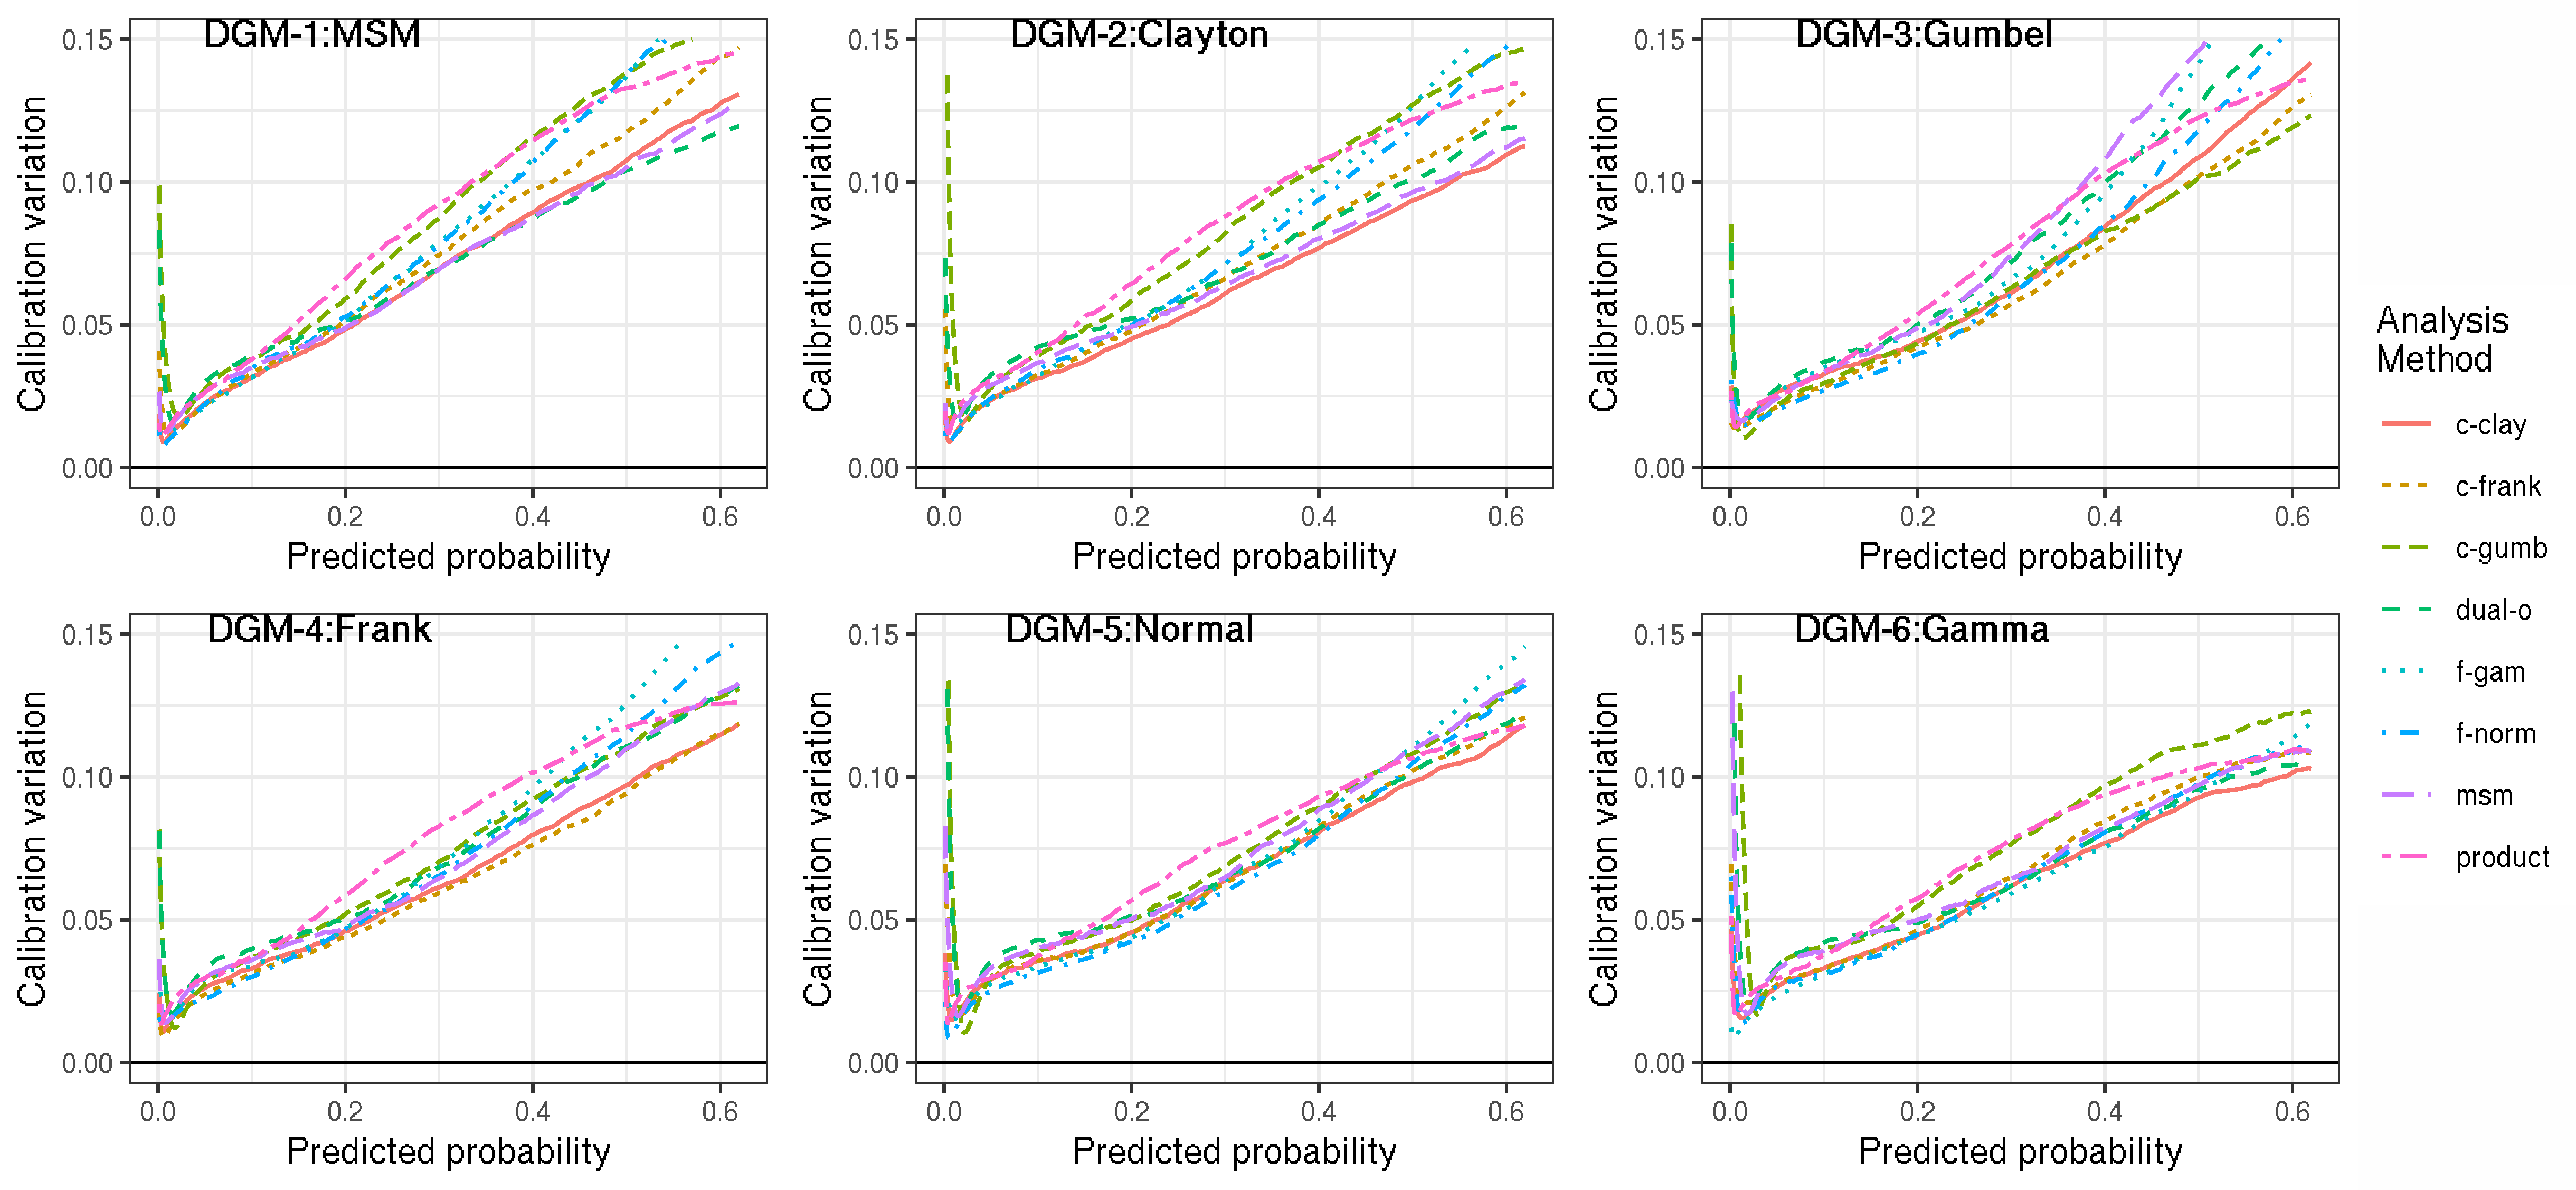 DGM-1:MSM
0.15
0.10
0.05
0.00
Calibration variation
0.0 0.2 0.4 0.6
Predicted probability
DGM-2:Clayton
0.15
0.10
0.05
0.00
Calibration variation
0.0 0.2 0.4 0.6
Predicted probability
DGM-3:Gumbel
0.15
0.10
0.05
0.00
Calibration variation
0.0 0.2 0.4 0.6
Predicted probability
DGM-4:Frank
0.15
0.10
0.05
0.00
Calibration variation
0.0 0.2 0.4 0.6
Predicted probability
DGM-5:Normal
0.15
0.10
0.05
0.00
Calibration variation
0.0 0.2 0.4 0.6
Predicted probability
DGM-6:Gamma
0.15
0.10
0.05
0.00
Calibration variation
0.0 0.2 0.4 0.6
Predicted probability
Analysis
Method
c-clay
c-frank
c-gumb
dual-o
f-gam
f-norm
msm
product